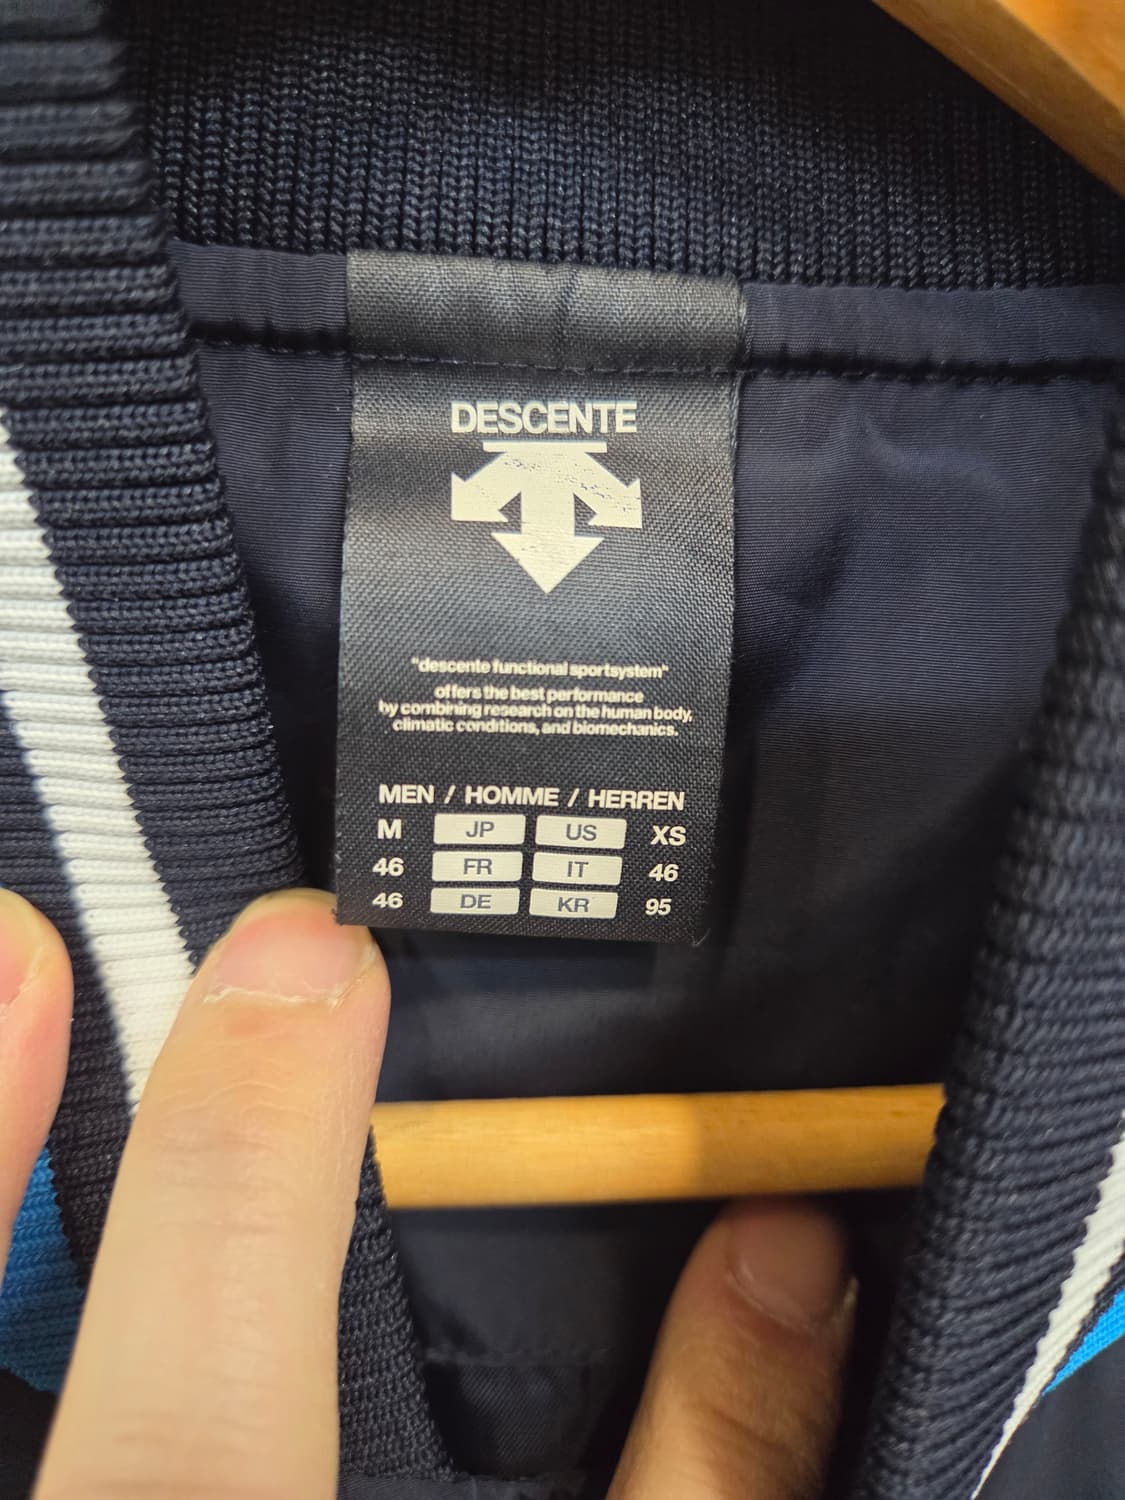 DESCENTE
"descente functional sportsystem"
offers the best performance
by combining research on the human body,
climatic conditions, and biomechanics.
MEN / HOMME / HERREN
M JP US XS
46 FR IT 46
46 DE KR 95